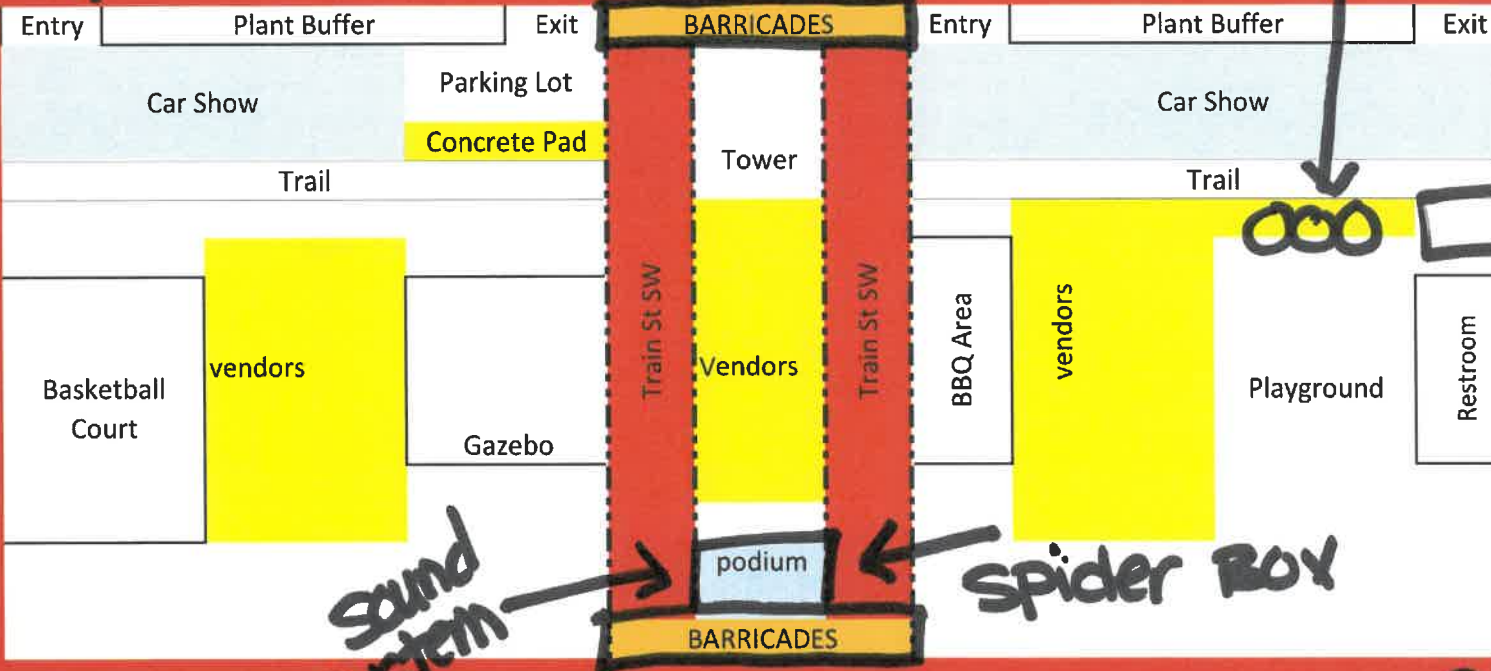 Entry
Plant Buffer
Exit
BARRICADES
Entry
Plant Buffer
Exit
Car Show
Parking Lot
Concrete Pad
Tower
Car Show
Trail
Trail
Basketball
Court
vendors
Gazebo
Train St SW
Vendors
Train St SW
BBQ Area
vendors
Playground
Restroom
podium
sound
spider BOX
BARRICADES